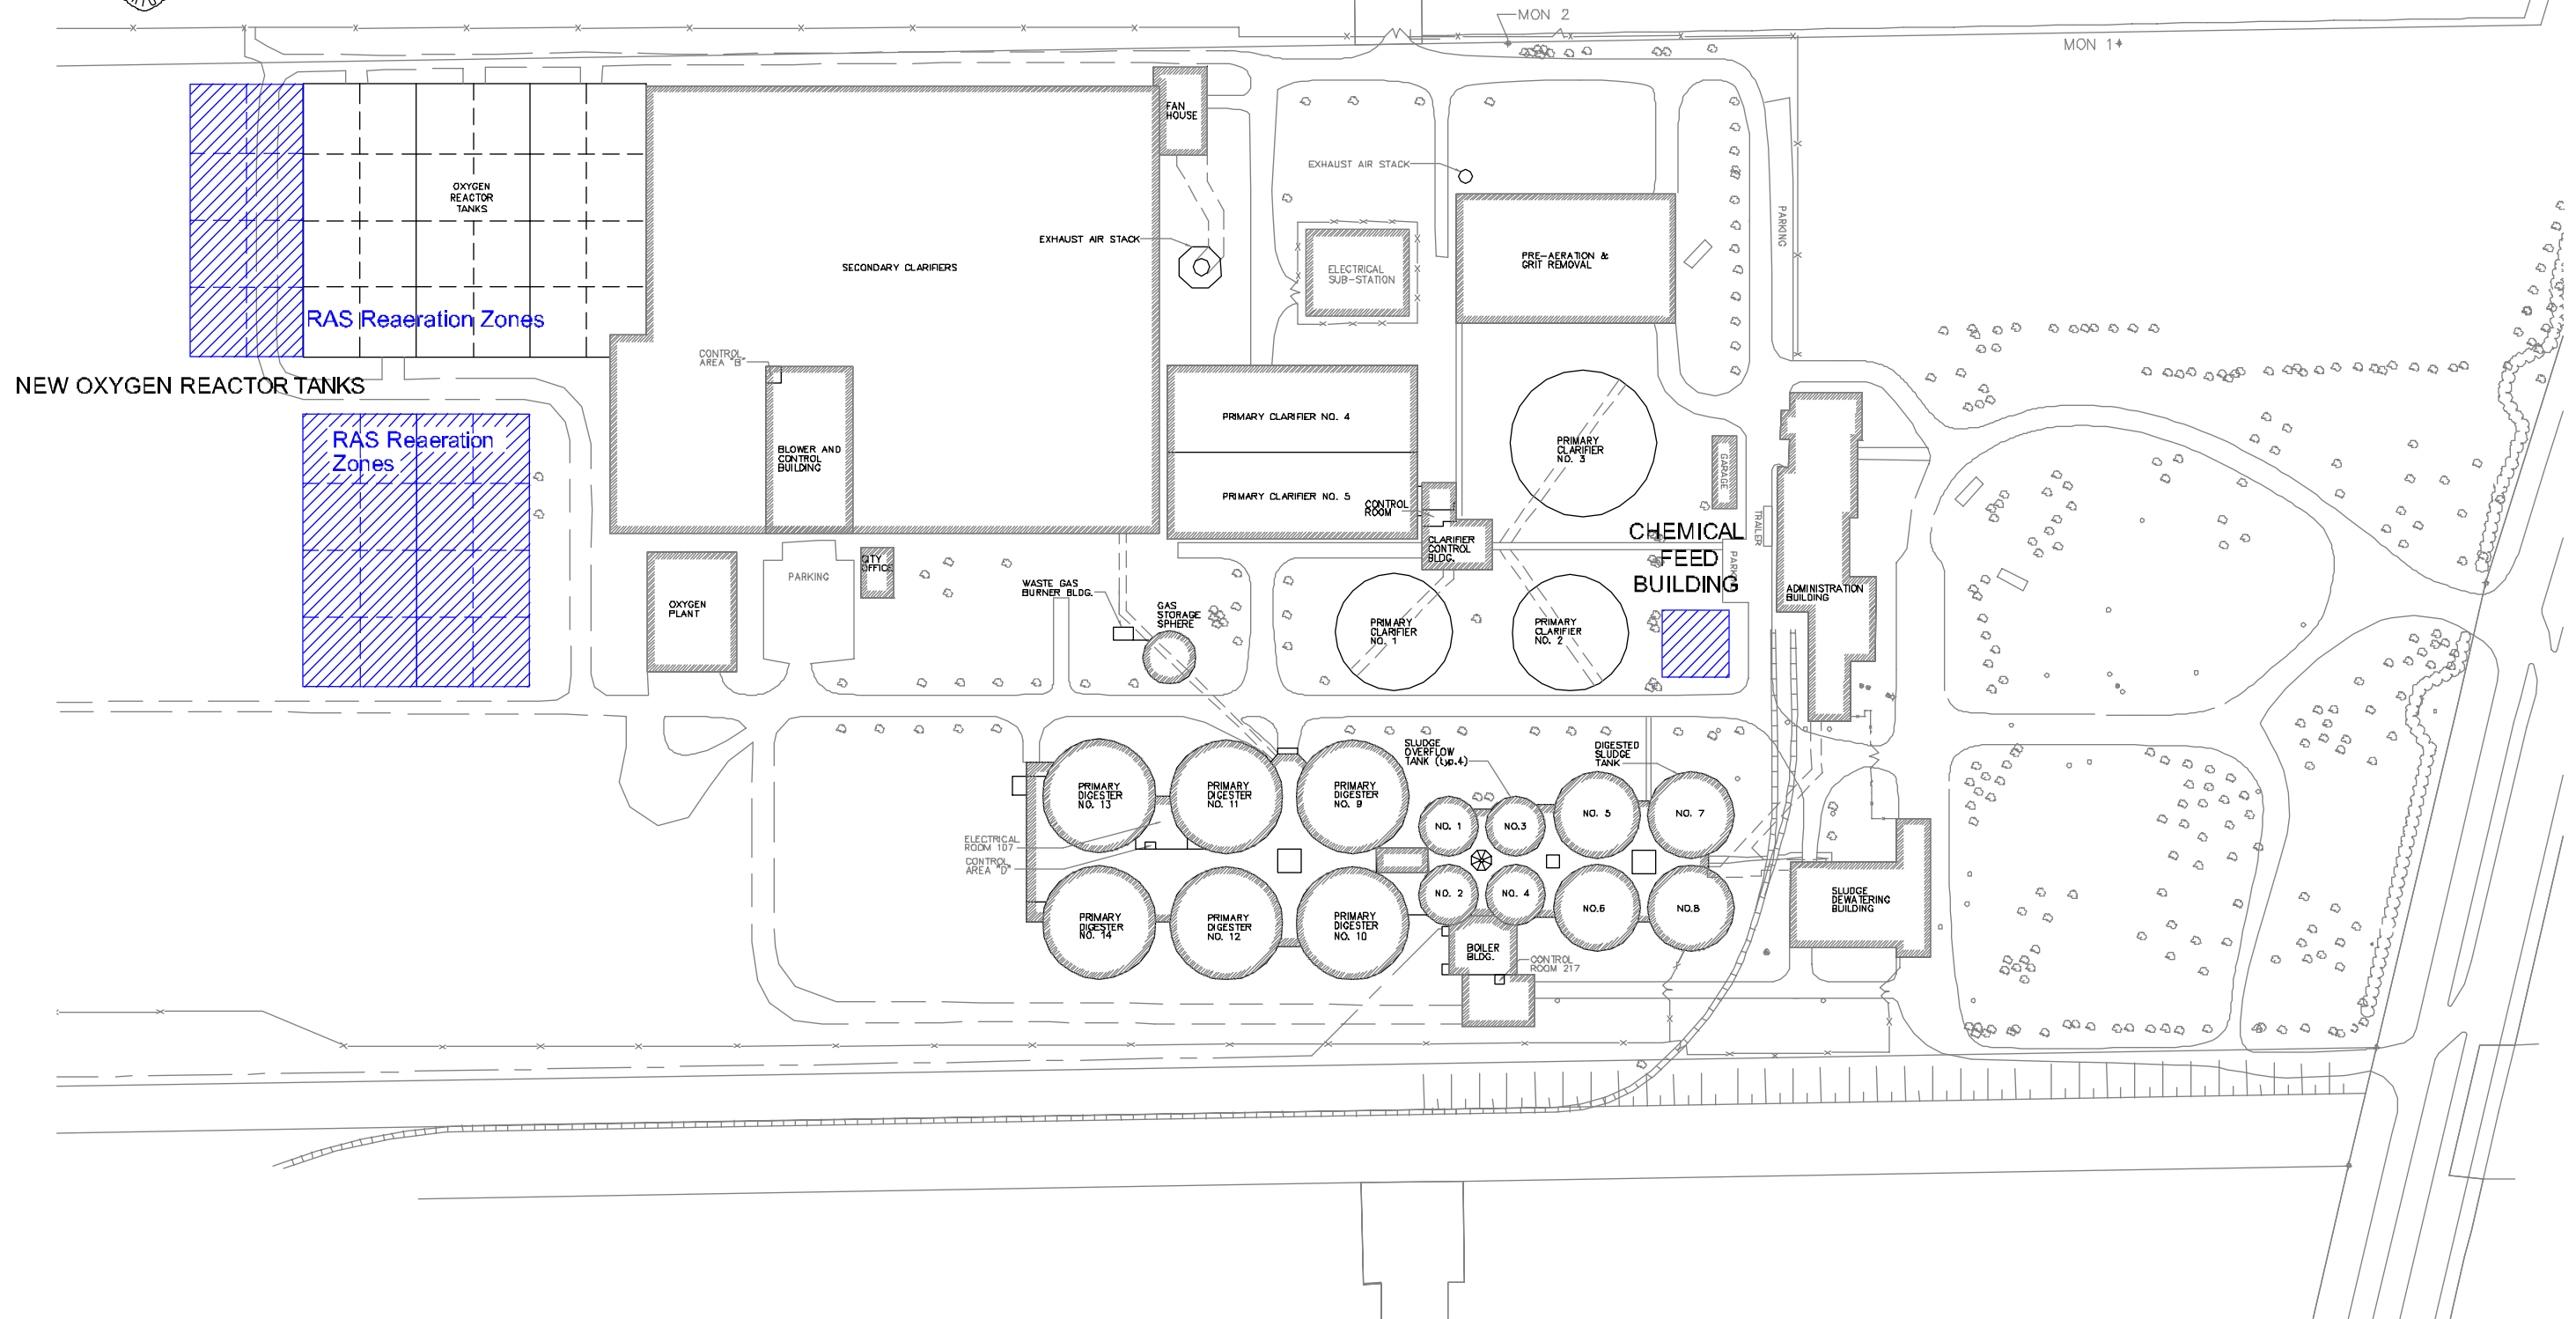 MON 2
MON 1
FAN
HOUSE
OXYGEN
REACTOR
TANKS
EXHAUST AIR STACK
PARKING
EXHAUST AIR STACK
SECONDARY CLARIFIERS
ELECTRICAL
SUB-STATION
PRE-AERATION &
GRIT REMOVAL
RAS Reaeration Zones
CONTROL
AREA "B"
NEW OXYGEN REACTOR TANKS
RAS Reaeration
Zones
BLOWER AND
CONTROL
BUILDING
PRIMARY CLARIFIER NO. 4
PRIMARY CLARIFIER NO. 5
CONTROL
ROOM
PRIMARY
CLARIFIER
NO. 3
GARAGE
TRAILER
CLARIFIER
CONTROL
BLDG.
CHEMICAL
FEED
BUILDING
PARK
ADMINISTRATION
BUILDING
OXYGEN
PLANT
PARKING
CITY
OFFICE
WASTE GAS
BURNER BLDG.
GAS
STORAGE
SPHERE
PRIMARY
CLARIFIER
NO. 1
PRIMARY
CLARIFIER
NO. 2
SLUDGE
OVERFLOW
TANK (typ.4)
DIGESTED
SLUDGE
TANK
PRIMARY
DIGESTER
NO. 13
PRIMARY
DIGESTER
NO. 11
PRIMARY
DIGESTER
NO. 9
NO. 1
NO.3
NO. 5
NO. 7
ELECTRICAL
ROOM 107
CONTROL
AREA "D"
NO. 2
NO. 4
NO.6
NO.8
SLUDGE
DEWATERING
BUILDING
PRIMARY
DIGESTER
NO. 14
PRIMARY
DIGESTER
NO. 12
PRIMARY
DIGESTER
NO. 10
BOILER
BLDG.
CONTROL
ROOM 217